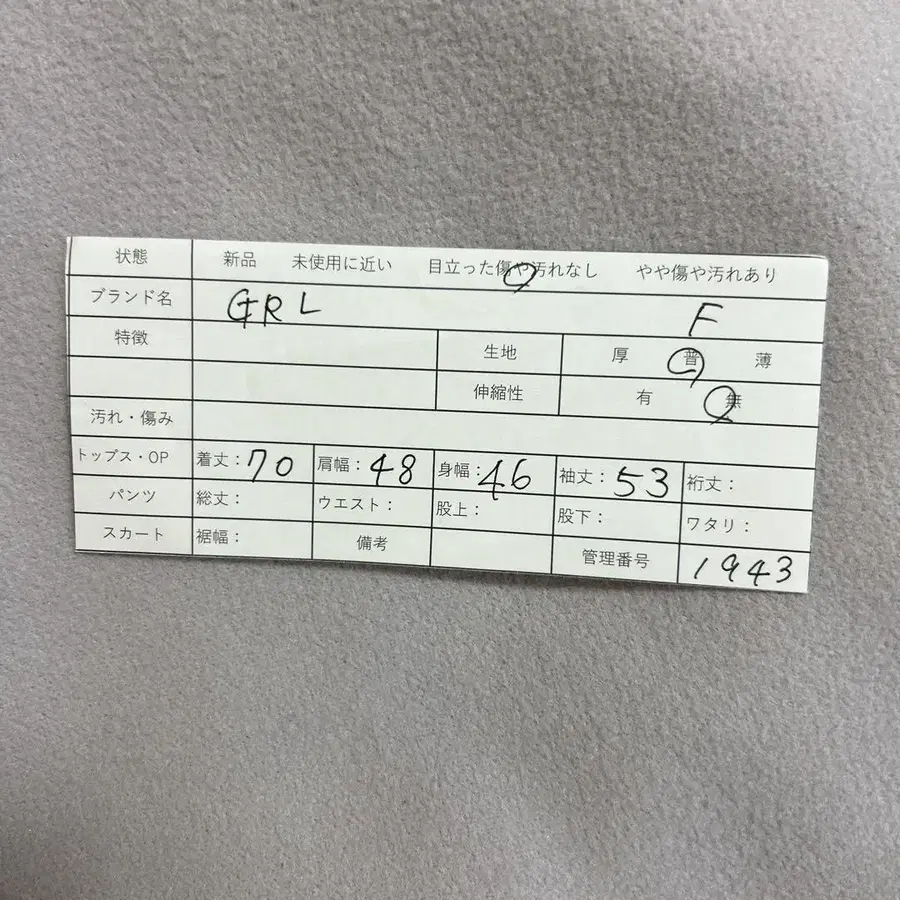 状態 新品 未使用に近い 目立った傷や汚れなし やや傷や汚れあり
ブランド名 GRL F
特徴 生地 厚 普 薄
伸縮性 有 無
汚れ・傷み
トップス・OP 着丈：70 肩幅：48 身幅：46 袖丈：53 裄丈：
パンツ 総丈： ウエスト： 股上： 股下： ワタリ：
スカート 裾幅： 備考 管理番号 1943